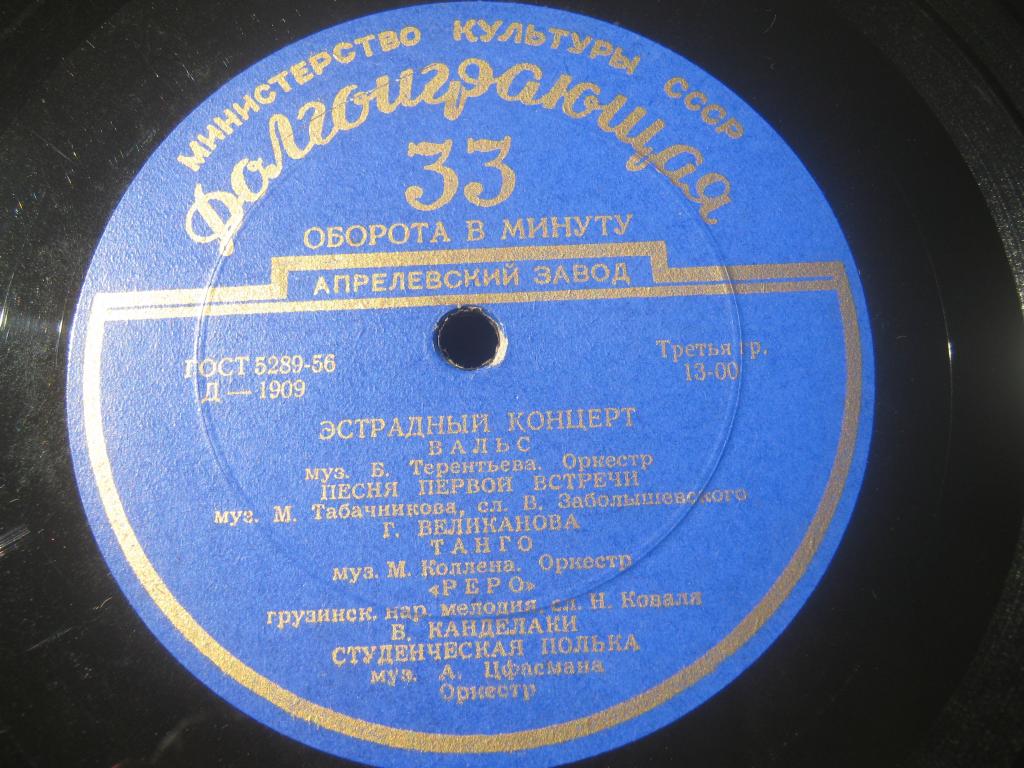 МИНИСТЕРСТВО КУЛЬТУРЫ СССР
Долгоиграющая
33
ОБОРОТА В МИНУТУ
АПРЕЛЕВСКИЙ ЗАВОД
ГОСТ 5289-56
Д — 1909
Третья гр.
13-00
ЭСТРАДНЫЙ КОНЦЕРТ
ВАЛЬС
муз. Б. Терентьева. Оркестр
ПЕСНЯ ПЕРВОЙ ВСТРЕЧИ
муз. М. Табачникова, сл. В. Заболышевского
Г. ВЕЛИКАНОВА
ТАНГО
муз. М. Коллена. Оркестр
«РЕРО»
грузинск. нар. мелодия, сл. Н. Коваля
В. КАНДЕЛАКИ
СТУДЕНЧЕСКАЯ ПОЛЬКА
муз. А. Цфасмана
Оркестр